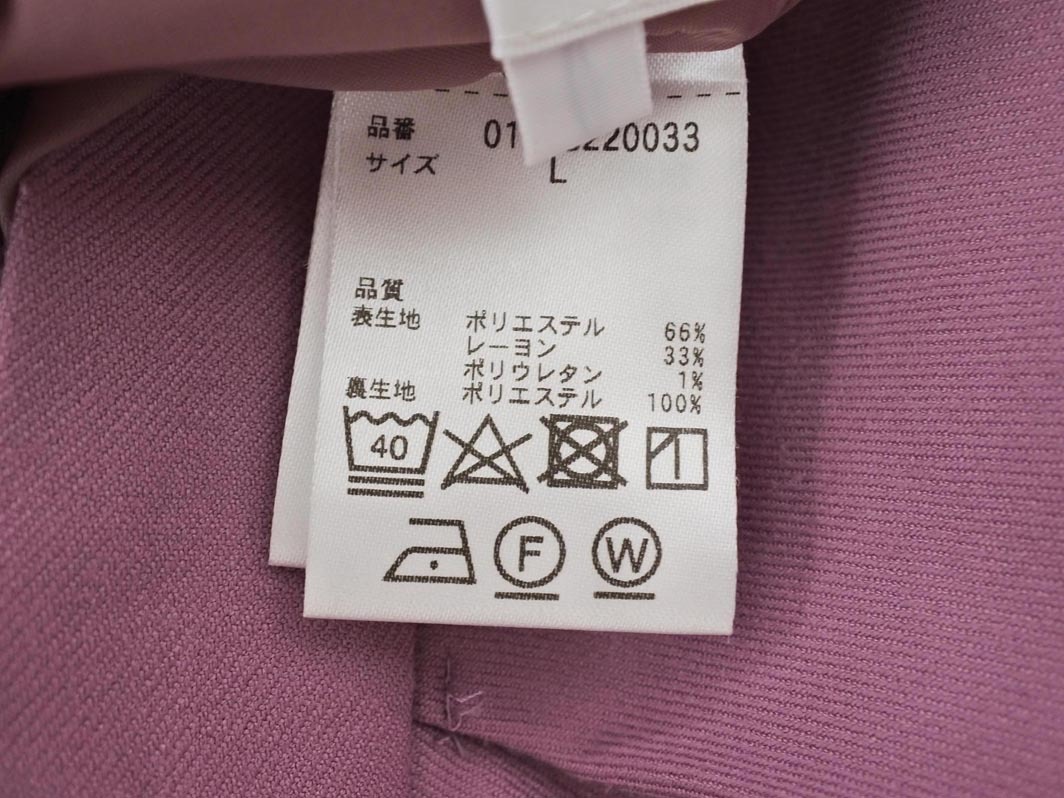 品番 01 220033
サイズ L
品質
表生地 ポリエステル 66%
レーヨン 33%
ポリウレタン 1%
裏生地 ポリエステル 100%
40
F W